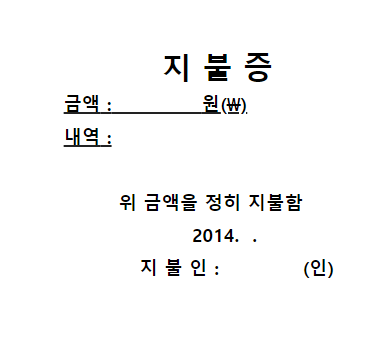 지 불 증
금액 : 원(₩)
내역 :
위 금액을 정히 지불함
2014. .
지 불 인 : (인)